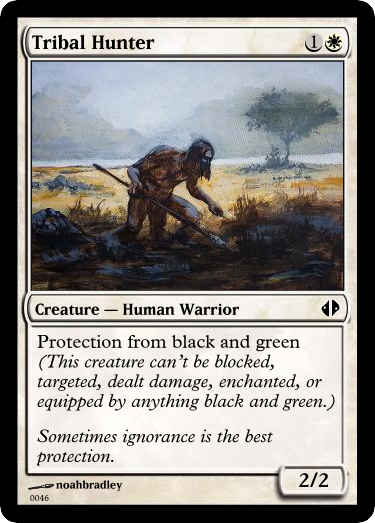 Tribal Hunter 1
Creature — Human Warrior
Protection from black and green
(This creature can't be blocked,
targeted, dealt damage, enchanted, or
equipped by anything black and green.)
Sometimes ignorance is the best
protection.
noahbradley
2/2
0046